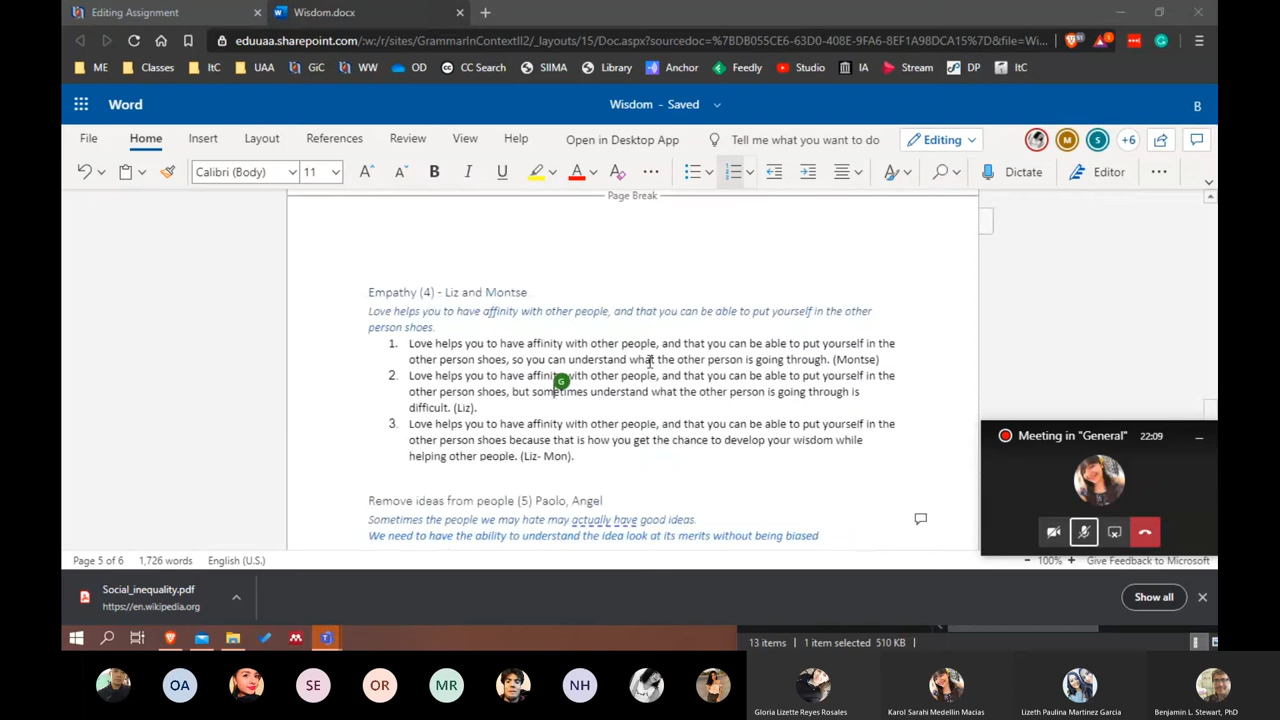 Editing Assignment
Wisdom.docx
eduuaa.sharepoint.com/:w:/r/sites/GrammarInContextII2/_layouts/15/Doc.aspx?sourcedoc=%7BDB055CE6-63D0-408E-9FA6-8EF1A98DCA15%7D&file=Wi...
ME Classes ItC UAA GiC WW OD CC Search SIIMA Library Anchor Feedly Studio IA Stream DP ItC
Word
Wisdom - Saved
B
File Home Insert Layout References Review View Help Open in Desktop App Tell me what you want to do Editing M S +6
Calibri (Body) 11 Dictate Editor
Page Break
Empathy (4) - Liz and Montse
Love helps you to have affinity with other people, and that you can be able to put yourself in the other
person shoes.
1. Love helps you to have affinity with other people, and that you can be able to put yourself in the
other person shoes, so you can understand what the other person is going through. (Montse)
2. Love helps you to have affinity with other people, and that you can be able to put yourself in the
other person shoes, but sometimes understand what the other person is going through is
difficult. (Liz).
3. Love helps you to have affinity with other people, and that you can be able to put yourself in the
other person shoes because that is how you get the chance to develop your wisdom while
helping other people. (Liz- Mon).
Remove ideas from people (5) Paolo, Angel
Sometimes the people we may hate may actually have good ideas.
We need to have the ability to understand the idea look at its merits without being biased
Meeting in "General" 22:09
Page 5 of 6 1,726 words English (U.S.)
100% Give Feedback to Microsoft
Social_inequality.pdf
https://en.wikipedia.org
Show all
13 items 1 item selected 510 KB
OA SE OR MR NH
Gloria Lizette Reyes Rosales
Karol Sarahi Medellin Macias
Lizeth Paulina Martinez Garcia
Benjamin L. Stewart, PhD